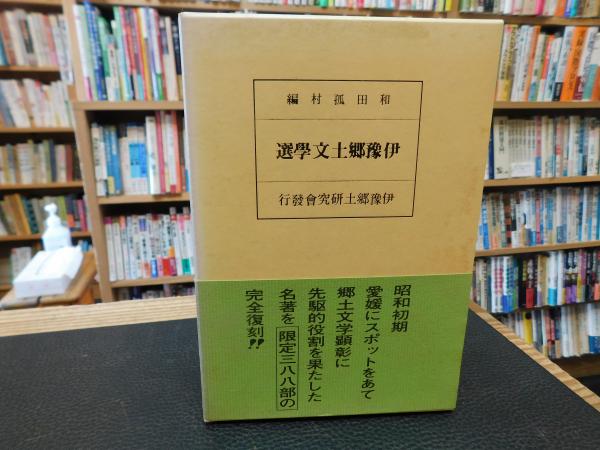 編村孤田和
選學文土郷豫伊
行發會究研土郷豫伊
昭和初期
愛媛にスポットをあて
郷土文学顕彰に
先駆的役割を果たした
名著を限定三八八部の
完全復刻!!